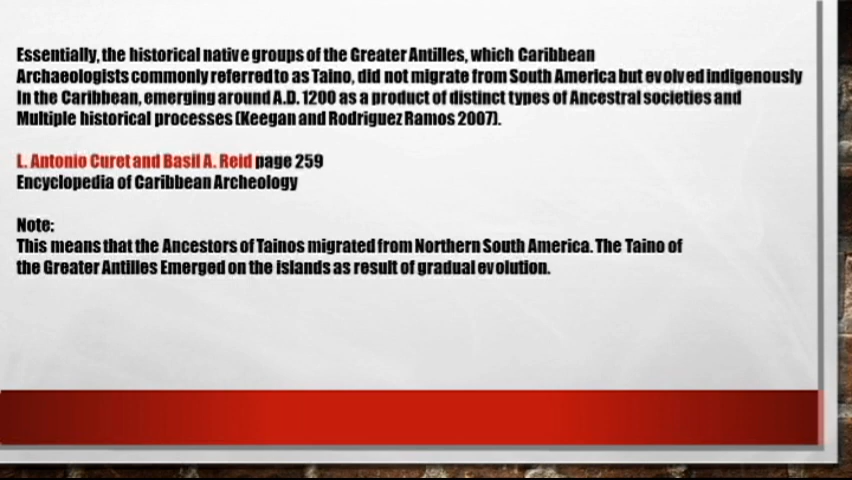 Essentially, the historical native groups of the Greater Antilles, which Caribbean
Archaeologists commonly referred to as Taino, did not migrate from South America but evolved indigenously
In the Caribbean, emerging around A.D. 1200 as a product of distinct types of Ancestral societies and
Multiple historical processes (Keegan and Rodriguez Ramos 2007).
L. Antonio Curet and Basil A. Reid page 259
Encyclopedia of Caribbean Archeology
Note:
This means that the Ancestors of Tainos migrated from Northern South America. The Taino of
the Greater Antilles Emerged on the islands as result of gradual evolution.